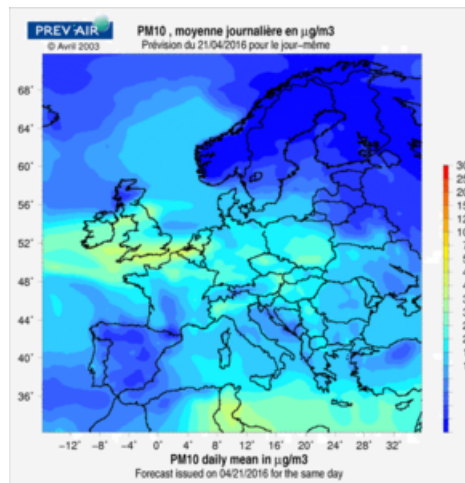 PREV'AIR
© Avril 2003
PM10 , moyenne journalière en µg/m3
Prévision du 21/04/2016 pour le jour-même
68°
64°
60°
56°
52°
48°
44°
40°
36°
-12° -8° -4° 0° 4° 8° 12° 16° 20° 24° 28° 32°
PM10 daily mean in µg/m3
Forecast issued on 04/21/2016 for the same day